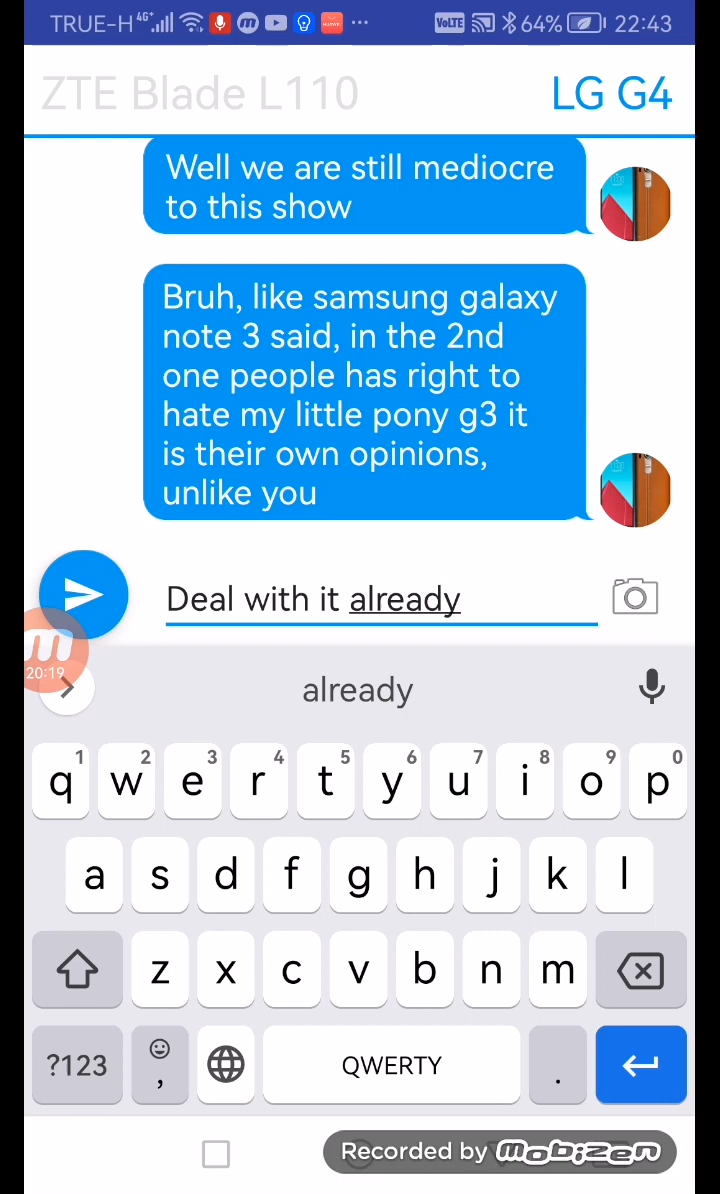 TRUE-H 4G+ VoLTE 64% 22:43
ZTE Blade L110 LG G4
Well we are still mediocre
to this show
Bruh, like samsung galaxy
note 3 said, in the 2nd
one people has right to
hate my little pony g3 it
is their own opinions,
unlike you
Deal with it already
20:19
already
1 2 3 4 5 6 7 8 9 0
q w e r t y u i o p
a s d f g h j k l
z x c v b n m
?123 , QWERTY .
Recorded by Mobizen